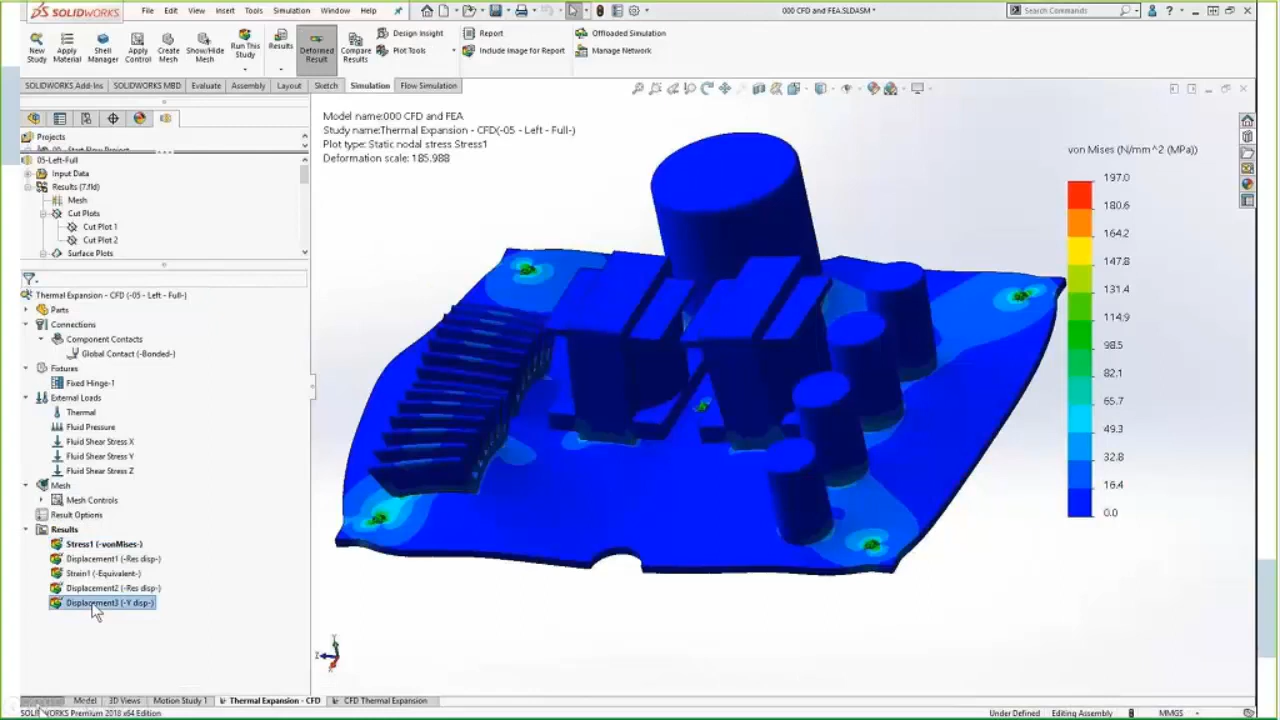 SOLIDWORKS File Edit View Insert Tools Simulation Window Help 000 CFD and FEA.SLDASM * Search Commands
New Study Apply Material Shell Manager Apply Control Create Mesh Show/Hide Mesh Run This Study Results Deformed Result Compare Results
Design Insight Report Offloaded Simulation
Plot Tools Include Image for Report Manage Network
SOLIDWORKS Add-Ins SOLIDWORKS MBD Evaluate Assembly Layout Sketch Simulation Flow Simulation
Projects
05-Left-Full
Input Data
Results (7.fld)
Mesh
Cut Plots
Cut Plot 1
Cut Plot 2
Surface Plots
Thermal Expansion - CFD (-05 - Left - Full-)
Parts
Connections
Component Contacts
Global Contact (-Bonded-)
Fixtures
Fixed Hinge-1
External Loads
Thermal
Fluid Pressure
Fluid Shear Stress X
Fluid Shear Stress Y
Fluid Shear Stress Z
Mesh
Mesh Controls
Result Options
Results
Stress1 (-vonMises-)
Displacement1 (-Res disp-)
Strain1 (-Equivalent-)
Displacement2 (-Res disp-)
Displacement3 (-Y disp-)
Model name:000 CFD and FEA
Study name:Thermal Expansion - CFD(-05 - Left - Full-)
Plot type: Static nodal stress Stress1
Deformation scale: 185.988
von Mises (N/mm^2 (MPa))
197.0
180.6
164.2
147.8
131.4
114.9
98.5
82.1
65.7
49.3
32.8
16.4
0.0
Y
Z
Model 3D Views Motion Study 1 Thermal Expansion - CFD CFD Thermal Expansion
SOLIDWORKS Premium 2018 x64 Edition Under Defined Editing Assembly MMGS